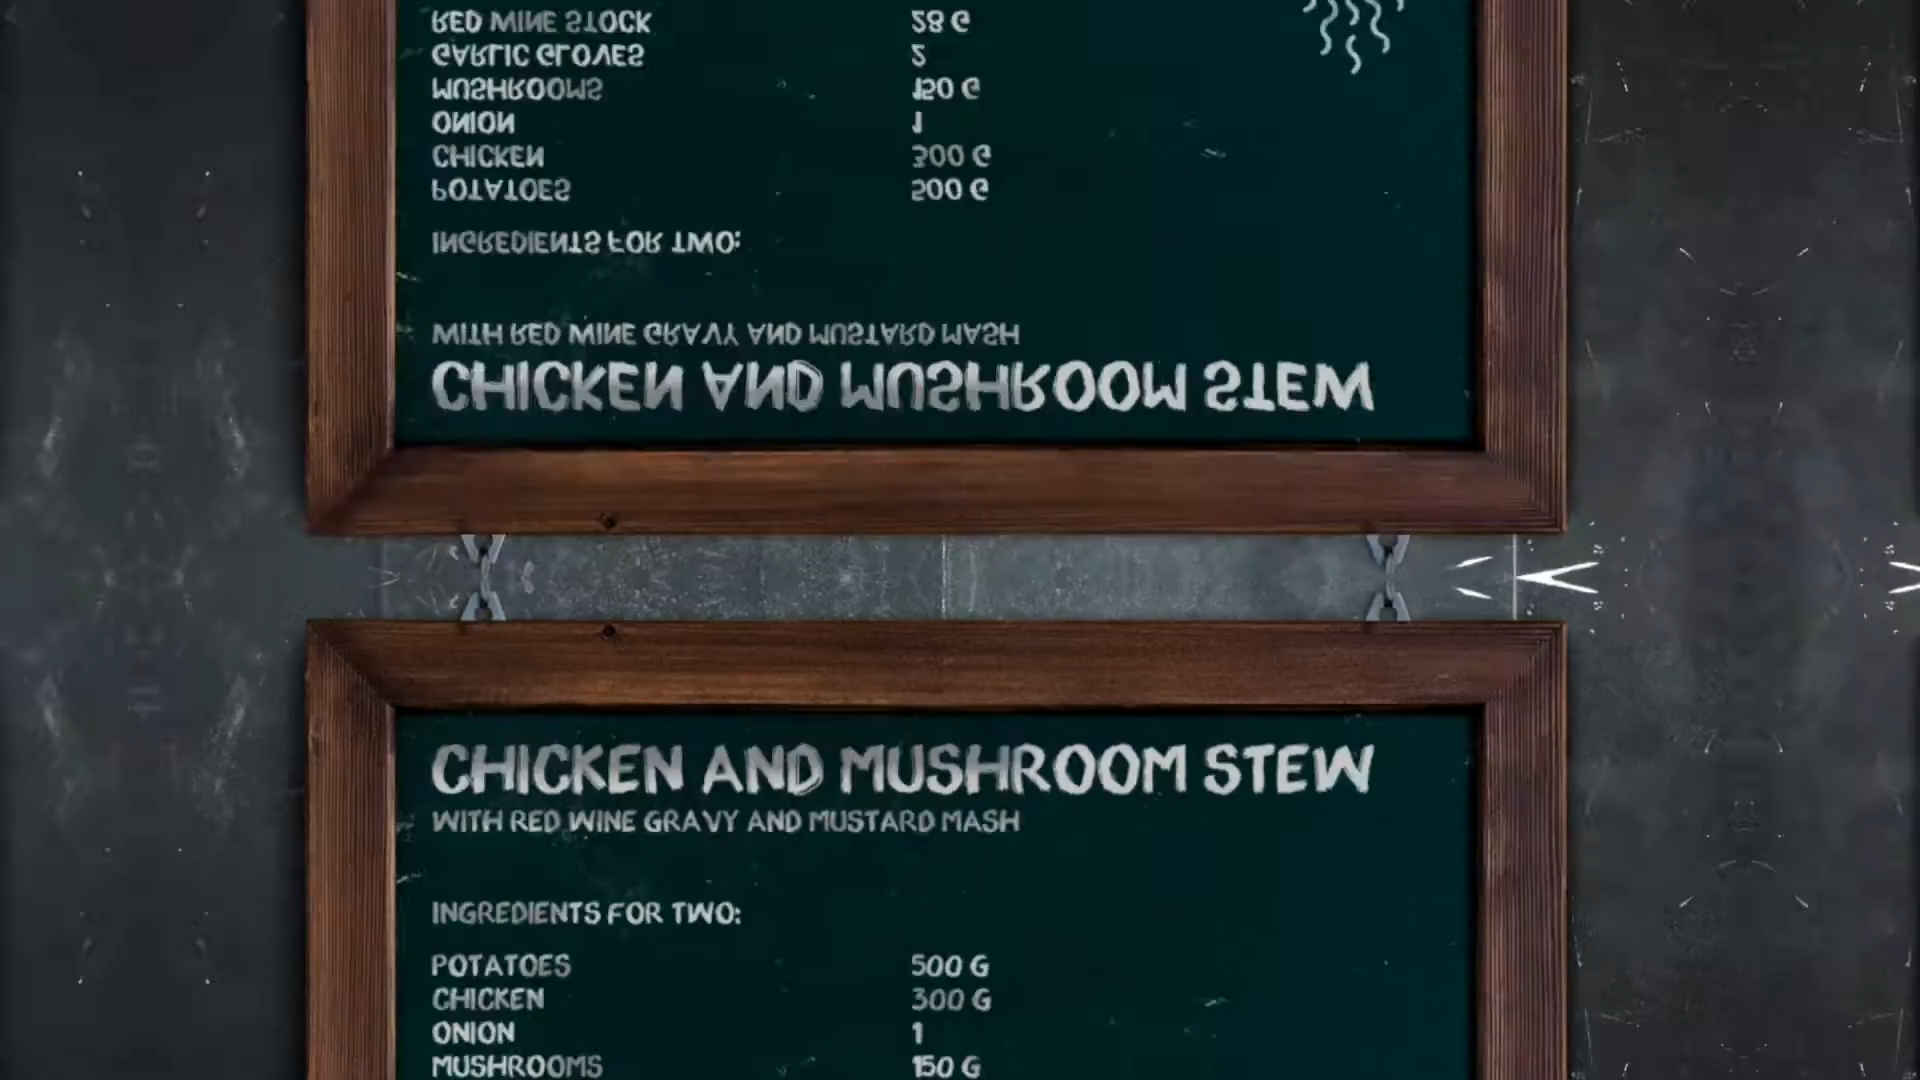 RED WINE STOCK 28 G
GARLIC GLOVES 2
MUSHROOMS 150 G
ONION 1
CHICKEN 300 G
POTATOES 500 G
INGREDIENTS FOR TWO:
WITH RED WINE GRAVY AND MUSTARD MASH
CHICKEN AND MUSHROOM STEW
CHICKEN AND MUSHROOM STEW
WITH RED WINE GRAVY AND MUSTARD MASH
INGREDIENTS FOR TWO:
POTATOES 500 G
CHICKEN 300 G
ONION 1
MUSHROOMS 150 G